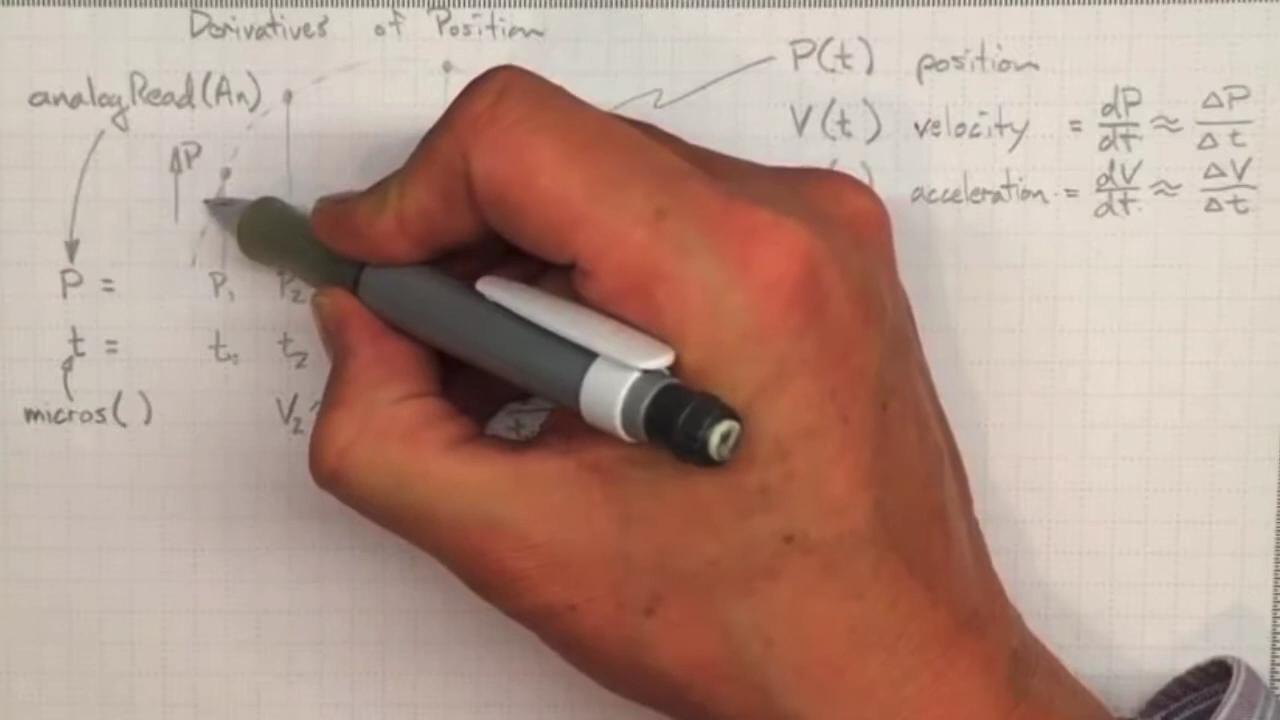 Derivatives of Position
analogRead(An)
P
P =
P₁ P₂
t =
t₁ t₂
micros()
V₂
P(t) position
V(t) velocity = dP/dt ≈ ΔP/Δt
acceleration = dV/dt ≈ ΔV/Δt